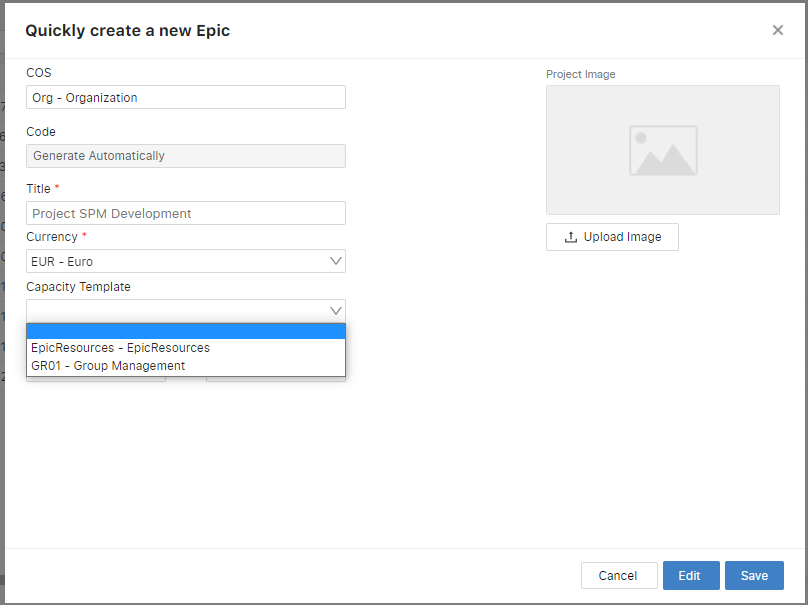 Quickly create a new Epic
COS
Org - Organization
Code
Generate Automatically
Title *
Project SPM Development
Currency *
EUR - Euro
Capacity Template
EpicResources - EpicResources
GR01 - Group Management
Project Image
Upload Image
Cancel
Edit
Save